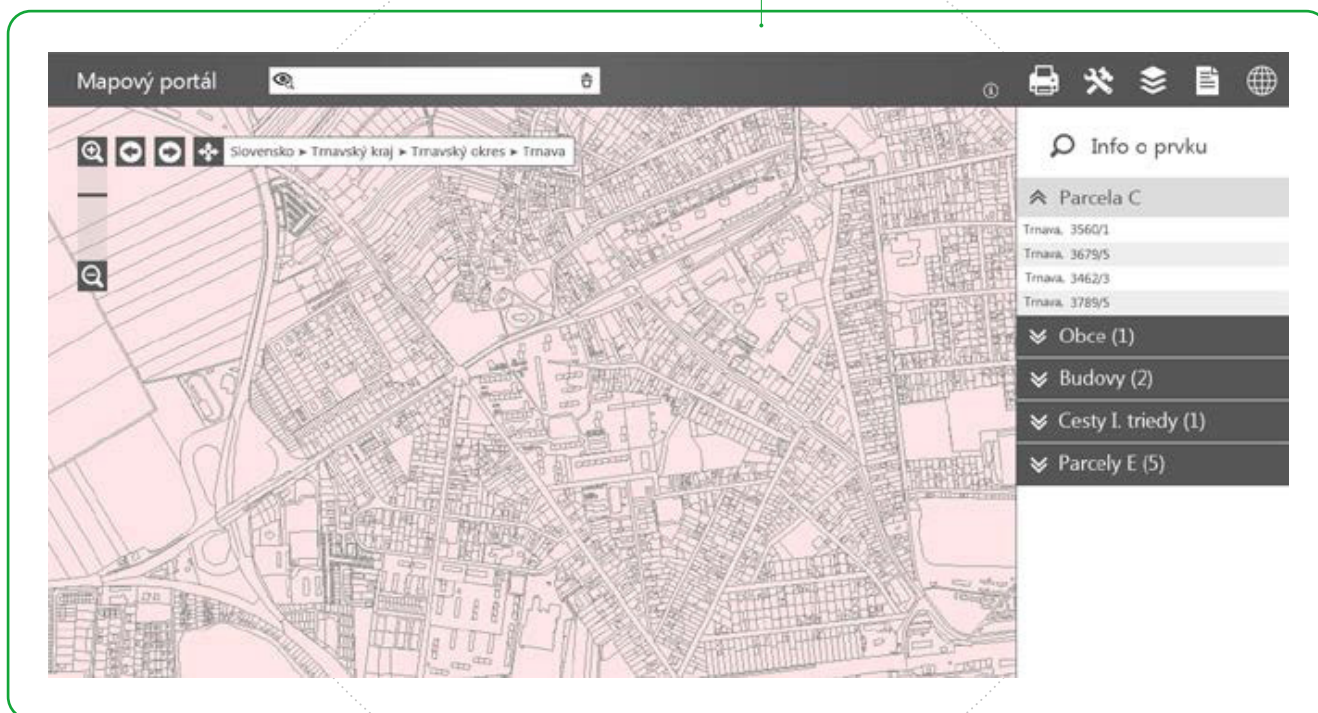 Mapový portál
Slovensko ▸ Trnavský kraj ▸ Trnavský okres ▸ Trnava
Info o prvku
Parcela C
Trnava, 3560/1
Trnava, 3679/5
Trnava, 3462/3
Trnava, 3789/5
Obce (1)
Budovy (2)
Cesty I. triedy (1)
Parcely E (5)